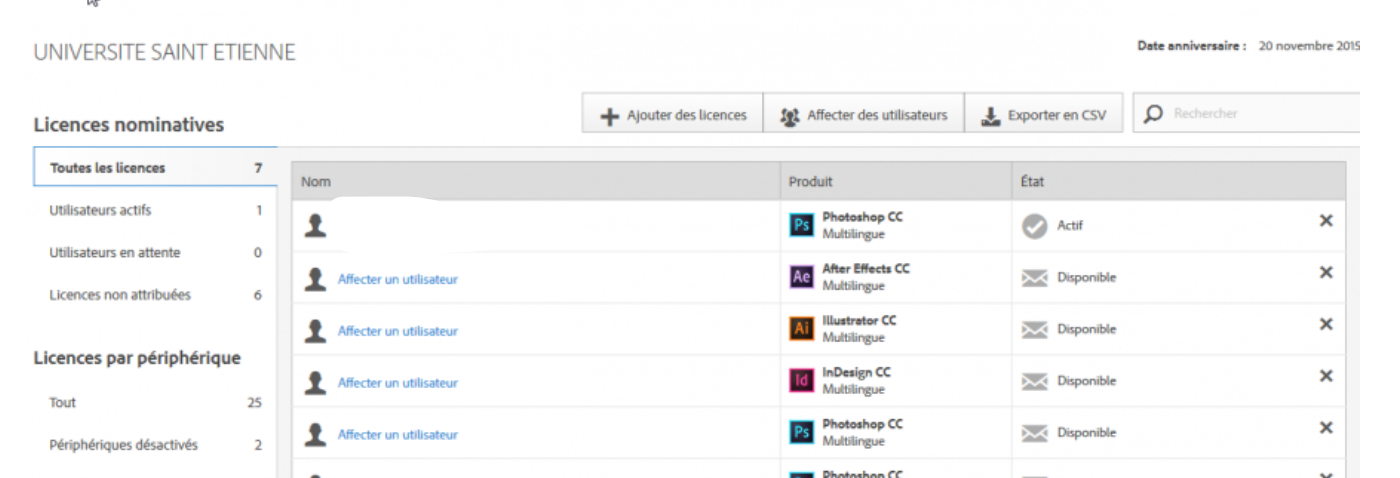 UNIVERSITE SAINT ETIENNE
Date anniversaire : 20 novembre 2015
Licences nominatives
Ajouter des licences
Affecter des utilisateurs
Exporter en CSV
Rechercher
Toutes les licences 7
Utilisateurs actifs 1
Utilisateurs en attente 0
Licences non attribuées 6
Licences par périphérique
Tout 25
Périphériques désactivés 2
Nom Produit État
Ps Photoshop CC Actif
Multilingue
Affecter un utilisateur Ae After Effects CC Disponible
Multilingue
Affecter un utilisateur Ai Illustrator CC Disponible
Multilingue
Affecter un utilisateur Id InDesign CC Disponible
Multilingue
Affecter un utilisateur Ps Photoshop CC Disponible
Multilingue
Photoshop CC